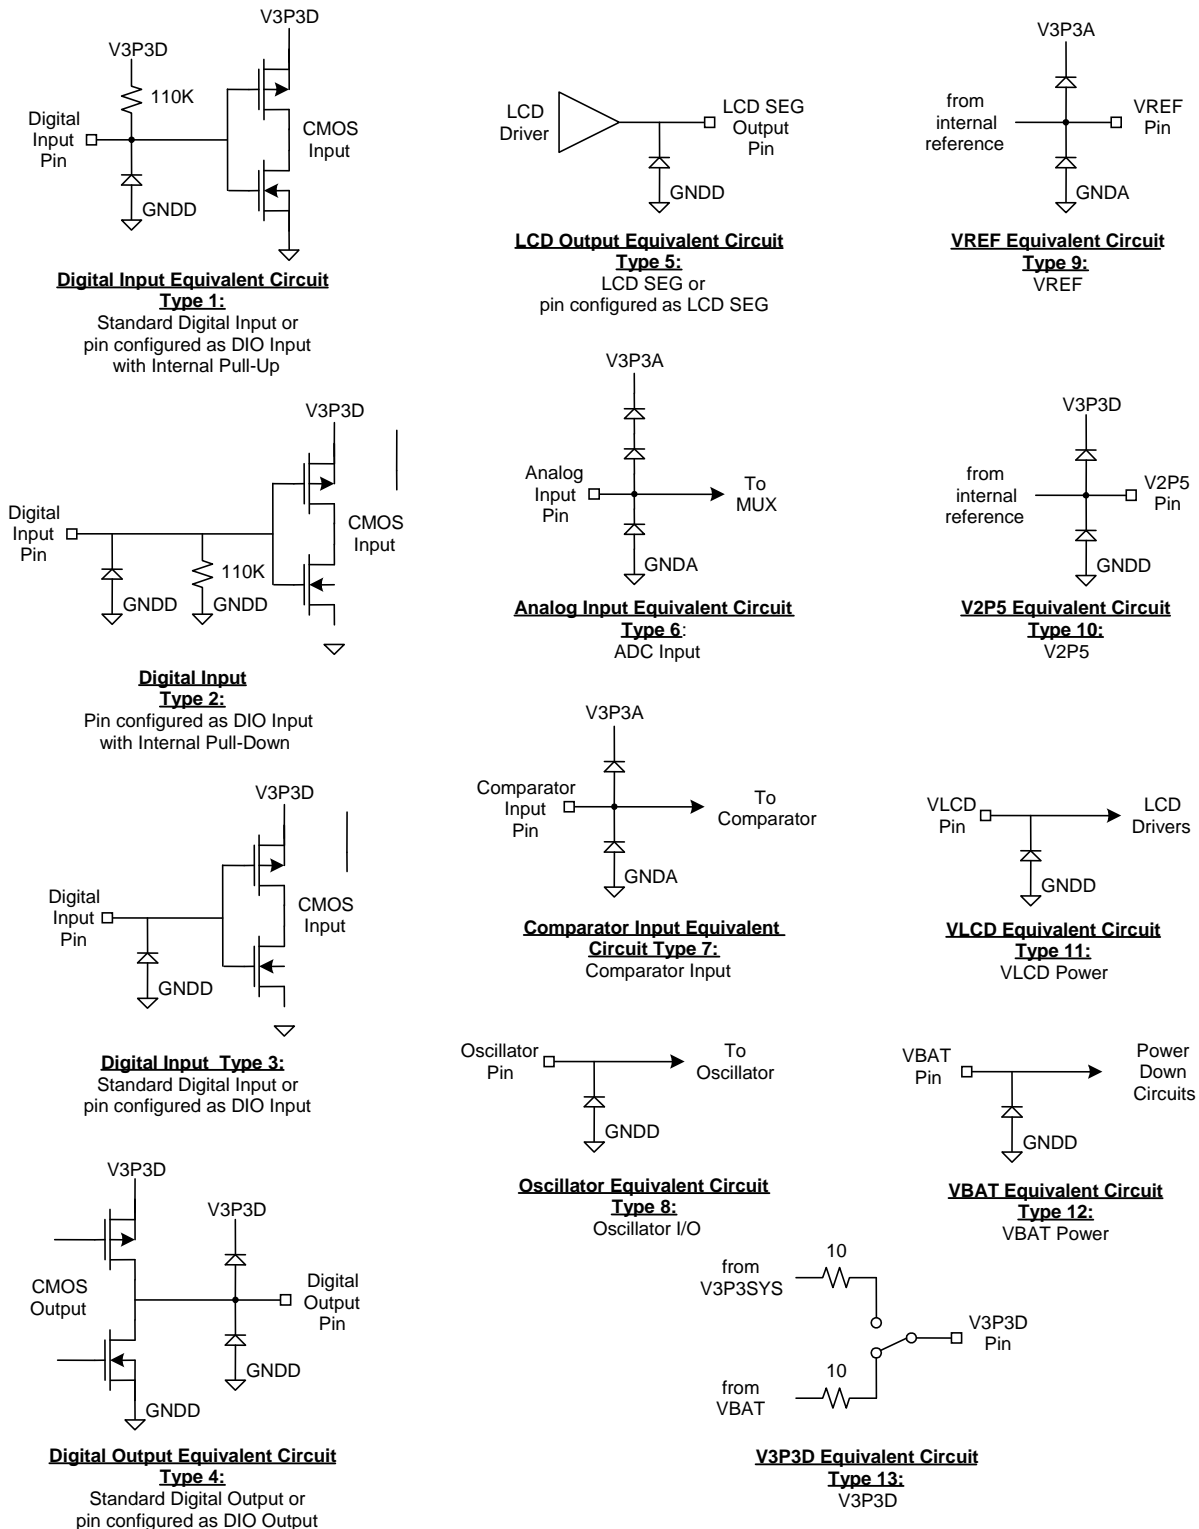 V3P3D
V3P3D
110K
Digital
Input
Pin
CMOS
Input
GNDD
Digital Input Equivalent Circuit
Type 1:
Standard Digital Input or
pin configured as DIO Input
with Internal Pull-Up
V3P3D
Digital
Input
Pin
CMOS
Input
110K
GNDD
GNDD
Digital Input
Type 2:
Pin configured as DIO Input
with Internal Pull-Down
V3P3D
Digital
Input
Pin
CMOS
Input
GNDD
Digital Input Type 3:
Standard Digital Input or
pin configured as DIO Input
V3P3D
V3P3D
CMOS
Output
Digital
Output
Pin
GNDD
GNDD
Digital Output Equivalent Circuit
Type 4:
Standard Digital Output or
pin configured as DIO Output
LCD
Driver
LCD SEG
Output
Pin
GNDD
LCD Output Equivalent Circuit
Type 5:
LCD SEG or
pin configured as LCD SEG
V3P3A
Analog
Input
Pin
To
MUX
GNDA
Analog Input Equivalent Circuit
Type 6:
ADC Input
V3P3A
Comparator
Input
Pin
To
Comparator
GNDA
Comparator Input Equivalent
Circuit Type 7:
Comparator Input
Oscillator
Pin
To
Oscillator
GNDD
Oscillator Equivalent Circuit
Type 8:
Oscillator I/O
V3P3A
from
internal
reference
VREF
Pin
GNDA
VREF Equivalent Circuit
Type 9:
VREF
V3P3D
from
internal
reference
V2P5
Pin
GNDD
V2P5 Equivalent Circuit
Type 10:
V2P5
VLCD
Pin
LCD
Drivers
GNDD
VLCD Equivalent Circuit
Type 11:
VLCD Power
VBAT
Pin
Power
Down
Circuits
GNDD
VBAT Equivalent Circuit
Type 12:
VBAT Power
10
from
V3P3SYS
V3P3D
Pin
10
from
VBAT
V3P3D Equivalent Circuit
Type 13:
V3P3D